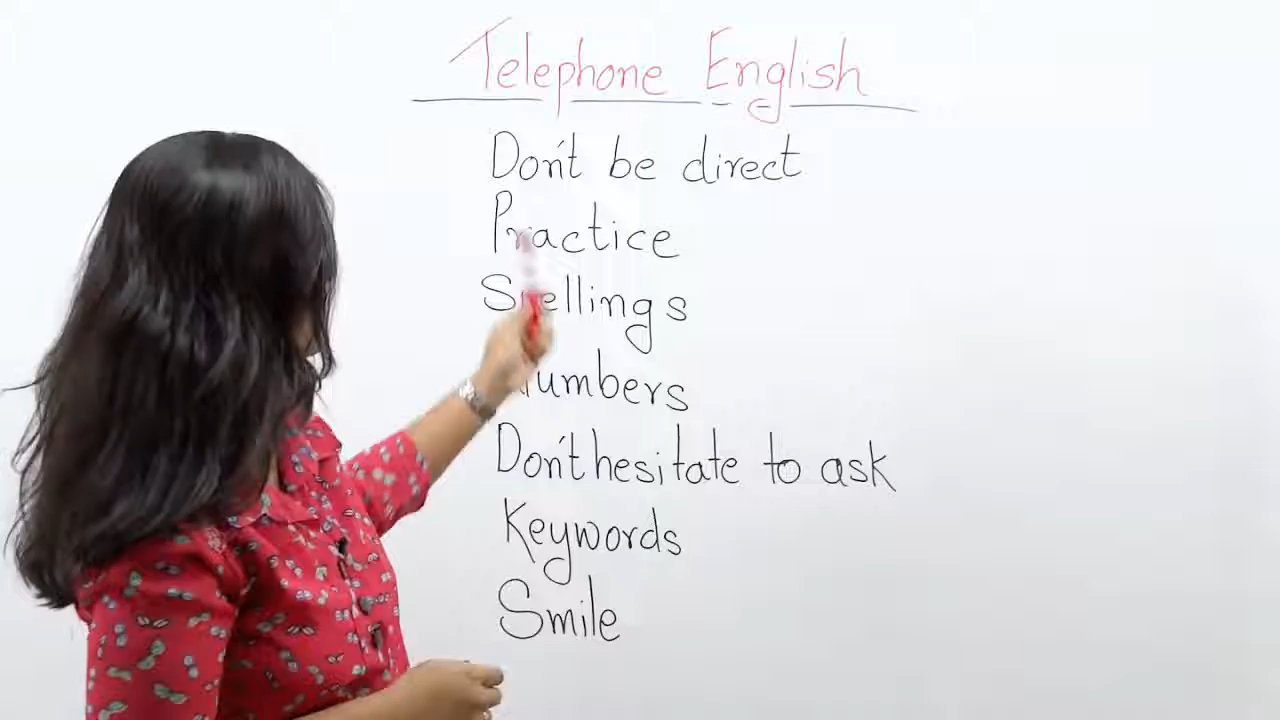 Telephone English
Don't be direct
Practice
Spellings
Numbers
Don't hesitate to ask
Keywords
Smile